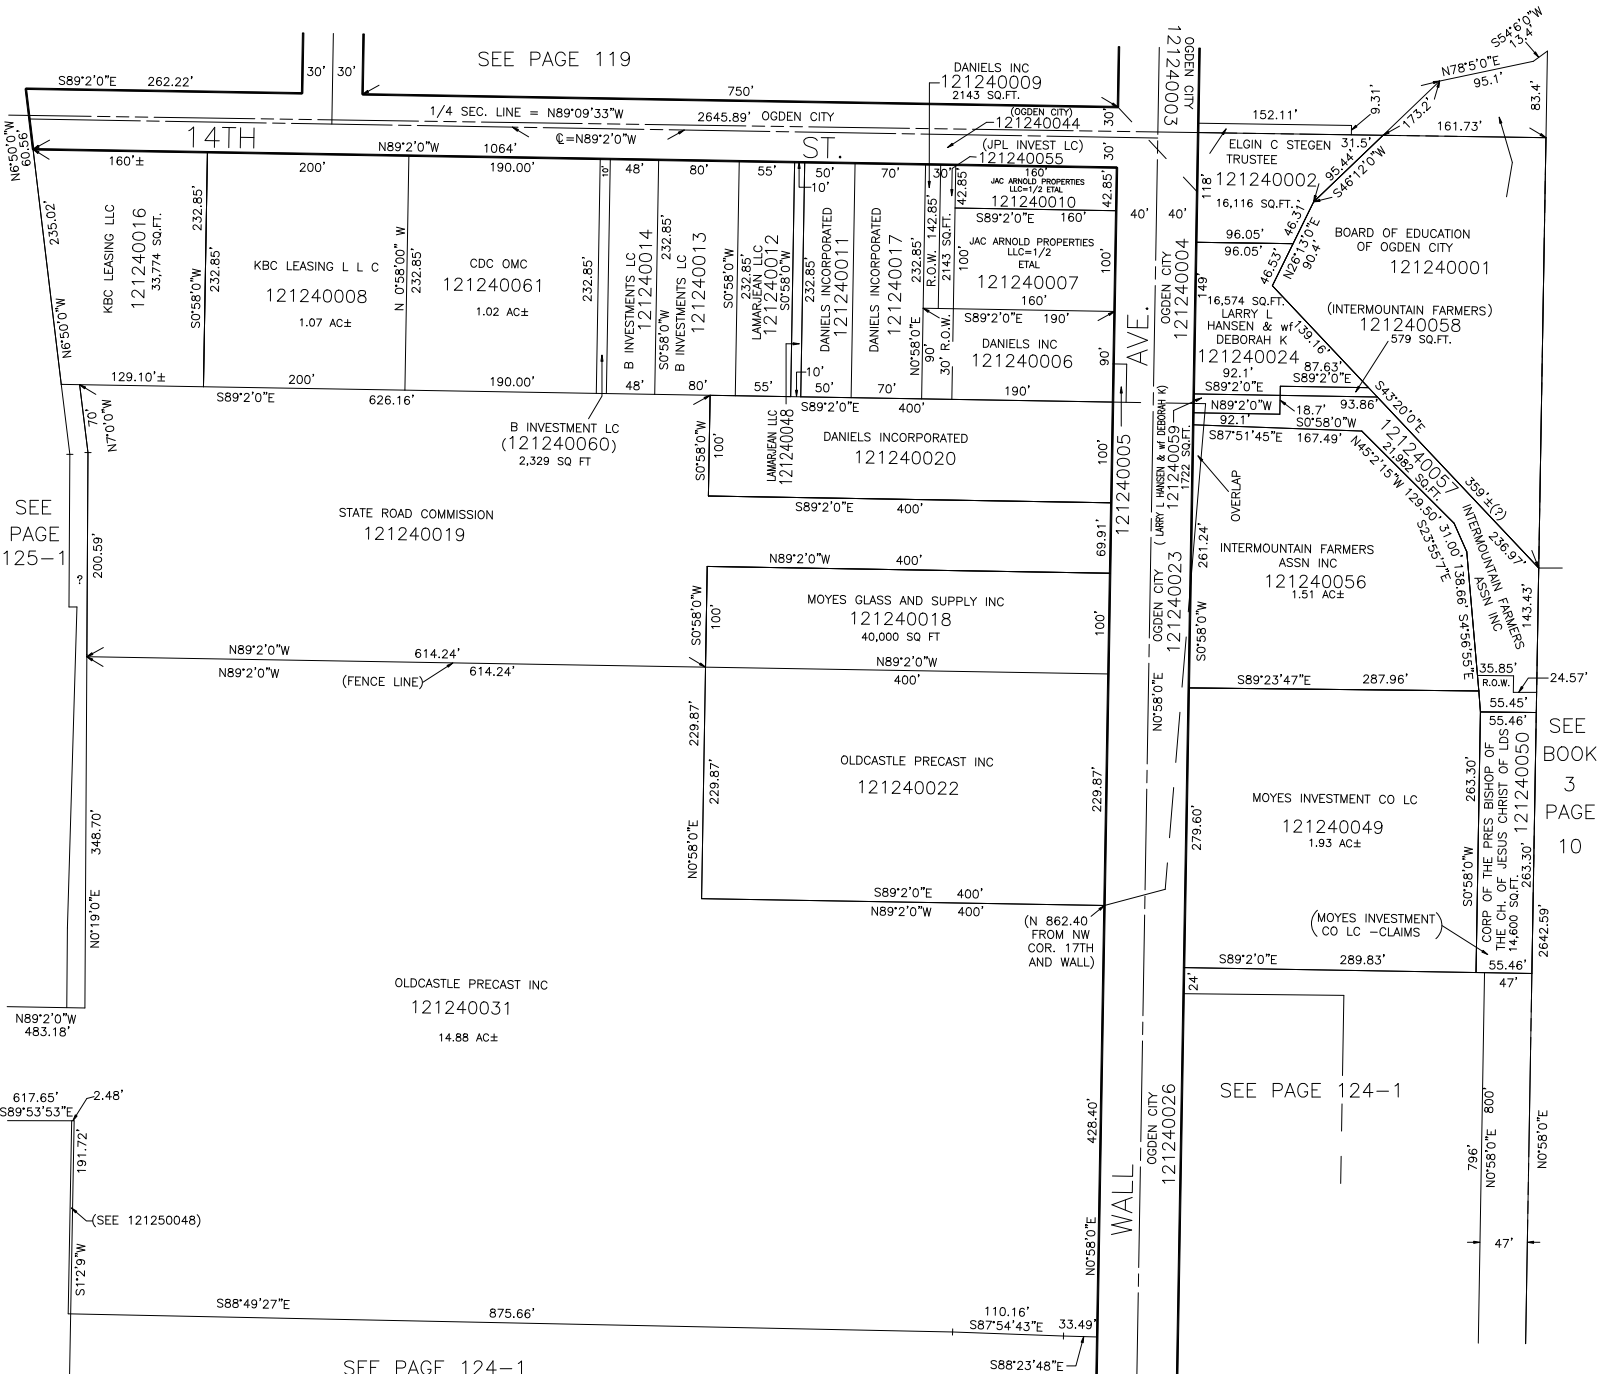 SEE PAGE 119
S89°2'0"E 262.22'
30' 30'
750'
1/4 SEC. LINE = N89°09'33"W 2645.89' OGDEN CITY
℄=N89°2'0"W
14TH ST.
N89°2'0"W 1064'
N6°50'0"W
60.56'
DANIELS INC
121240009
2143 SQ.FT.
(OGDEN CITY)
121240044
(JPL INVEST LC)
121240055
30'
30'
OGDEN CITY
121240003
S54°6'0"W
13.4'
N78°5'0"E
95.1'
83.4'
173.2'
9.31'
152.11'
161.73'
31.5'
ELGIN C STEGEN
TRUSTEE
121240002
16,116 SQ.FT.
95.44'
S46°12'0"W
118'
46.31'
N26°13'0"E
90.4'
46.53'
96.05'
96.05'
BOARD OF EDUCATION
OF OGDEN CITY
121240001
160'±
235.02'
N6°50'0"W
KBC LEASING LLC
121240016
33,774 SQ.FT.
232.85'
S0°58'0"W
232.85'
129.10'±
200'
KBC LEASING L L C
121240008
1.07 AC±
N 0°58'00" W
232.85'
200'
190.00'
CDC OMC
121240061
1.02 AC±
232.85'
190.00'
10'
48'
B INVESTMENTS LC
121240014
S0°58'0"W
48'
80'
232.85'
B INVESTMENTS LC
121240013
S0°58'0"W
80'
55'
232.85'
LAMARJEAN LLC
121240012
S0°58'0"W
55'
10'
10'
50'
232.85'
DANIELS INCORPORATED
121240011
50'
70'
DANIELS INCORPORATED
121240017
232.85'
N0°58'0"E
70'
30'
R.O.W. 142.85'
2143 SQ.FT.
90'
30' R.O.W.
42.85'
160'
JAC ARNOLD PROPERTIES
LLC=1/2 ETAL
121240010
42.85'
S89°2'0"E 160'
JAC ARNOLD PROPERTIES
LLC=1/2
ETAL
121240007
100'
100'
160'
S89°2'0"E 190'
DANIELS INC
121240006
90'
190'
40' 40'
AVE.
OGDEN CITY
121240004
149'
16,574 SQ.FT.
LARRY L
HANSEN & wf
DEBORAH K
121240024
92.1'
S89°2'0"E
139.16'
87.63'
S89°2'0"E
(INTERMOUNTAIN FARMERS)
121240058
579 SQ.FT.
93.86'
N89°2'0"W
18.7'
92.1'
S0°58'0"W
S87°51'45"E 167.49'
S43°20'0"E
121240057
21,982 SQ.FT.
359'±(?)
236.97'
N45°2'15"W 129.50'
31.00'
S23°55'7"E
138.66' S4°56'55"E
INTERMOUNTAIN FARMERS
ASSN INC
143.43'
S89°2'0"E
626.16'
70'
N7°0'0"W
B INVESTMENT LC
(121240060)
2,329 SQ FT
LAMARJEAN LLC
121240048
S89°2'0"E 400'
S0°58'0"W
100'
DANIELS INCORPORATED
121240020
100'
S89°2'0"E 400'
121240005
(LARRY L HANSEN & wf DEBORAH K)
121240059
1722 SQ.FT.
OVERLAP
SEE
PAGE
125-1
200.59'
?
STATE ROAD COMMISSION
121240019
69.91'
N89°2'0"W 400'
S0°58'0"W
100'
MOYES GLASS AND SUPPLY INC
121240018
40,000 SQ FT
100'
N89°2'0"W
400'
OGDEN CITY
121240023
N0°58'0"E
261.24'
S0°58'0"W
INTERMOUNTAIN FARMERS
ASSN INC
121240056
1.51 AC±
35.85'
R.O.W.
24.57'
55.45'
S89°23'47"E 287.96'
N89°2'0"W 614.24'
N89°2'0"W 614.24'
(FENCE LINE)
229.87'
229.87'
N0°58'0"E
OLDCASTLE PRECAST INC
121240022
229.87'
S89°2'0"E 400'
N89°2'0"W 400'
(N 862.40
FROM NW
COR. 17TH
AND WALL)
279.60'
MOYES INVESTMENT CO LC
121240049
1.93 AC±
263.30'
S0°58'0"W
55.46'
CORP OF THE PRES BISHOP OF
THE CH. OF JESUS CHRIST OF LDS
14,600 SQ.FT.
263.30'
121240050
55.46'
(MOYES INVESTMENT)
CO LC -CLAIMS
S89°2'0"E 289.83'
47'
24'
2642.59'
SEE
BOOK
3
PAGE
10
348.70'
N0°19'0"E
N89°2'0"W
483.18'
OLDCASTLE PRECAST INC
121240031
14.88 AC±
617.65'
S89°53'53"E
2.48'
191.72'
(SEE 121250048)
S1°2'9"W
428.40'
N0°58'0"E
WALL
OGDEN CITY
121240026
SEE PAGE 124-1
796'
N0°58'0"E 800'
N0°58'0"E
47'
S88°49'27"E
875.66'
110.16'
S87°54'43"E
33.49'
S88°23'48"E
SEE PAGE 124-1